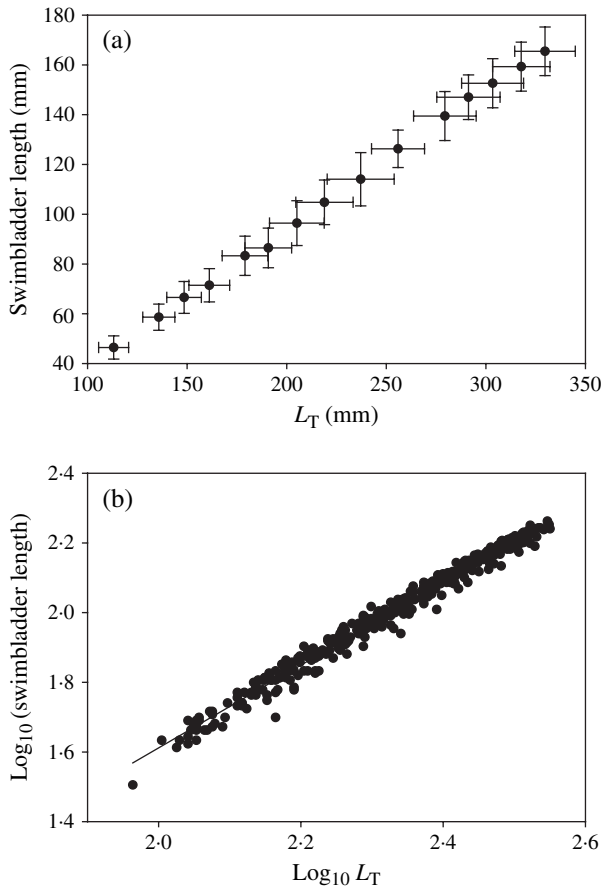 (a)
Swimbladder length (mm)
180
160
140
120
100
80
60
40
100 150 200 250 300 350
L_T (mm)
(b)
Log₁₀ (swimbladder length)
2·4
2·2
2·0
1·8
1·6
1·4
2·0 2·2 2·4 2·6
Log₁₀ L_T